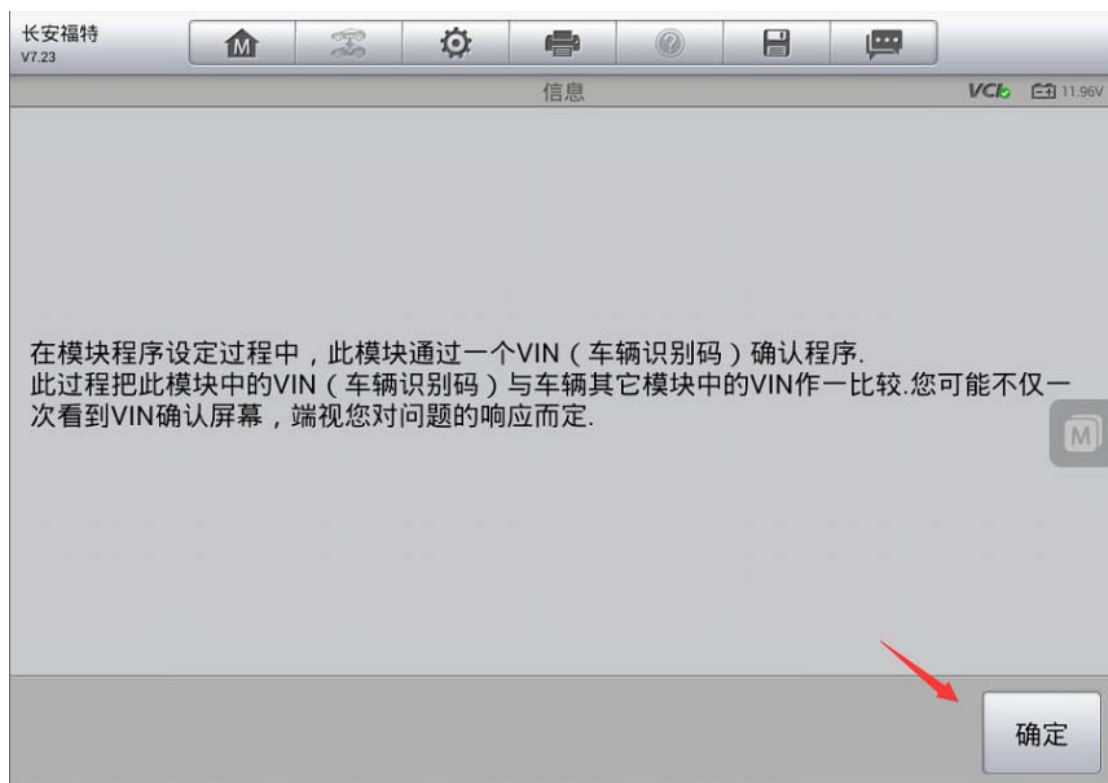 长安福特
V7.23
M
信息
VCI
11.96V
在模块程序设定过程中，此模块通过一个VIN（车辆识别码）确认程序.
此过程把此模块中的VIN（车辆识别码）与车辆其它模块中的VIN作一比较.您可能不仅一
次看到VIN确认屏幕，端视您对问题的响应而定.
M
确定